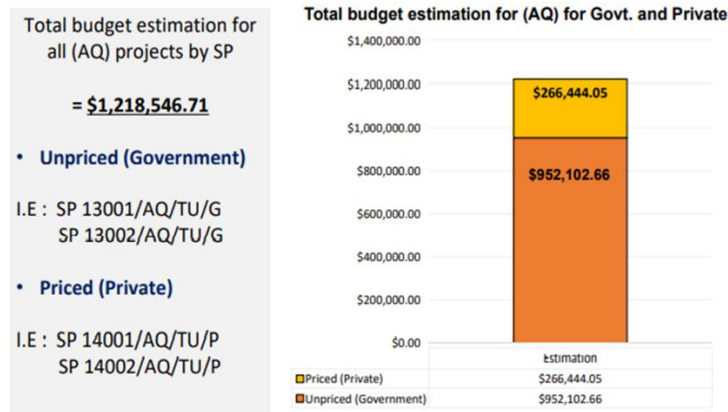 Total budget estimation for
all (AQ) projects by SP
= $1,218,546.71
• Unpriced (Government)
I.E : SP 13001/AQ/TU/G
SP 13002/AQ/TU/G
• Priced (Private)
I.E : SP 14001/AQ/TU/P
SP 14002/AQ/TU/P
Total budget estimation for (AQ) for Govt. and Private
$1,400,000.00
$1,200,000.00
$1,000,000.00
$800,000.00
$600,000.00
$400,000.00
$200,000.00
$0.00
$266,444.05
$952,102.66
Estimation
Priced (Private) $266,444.05
Unpriced (Government) $952,102.66